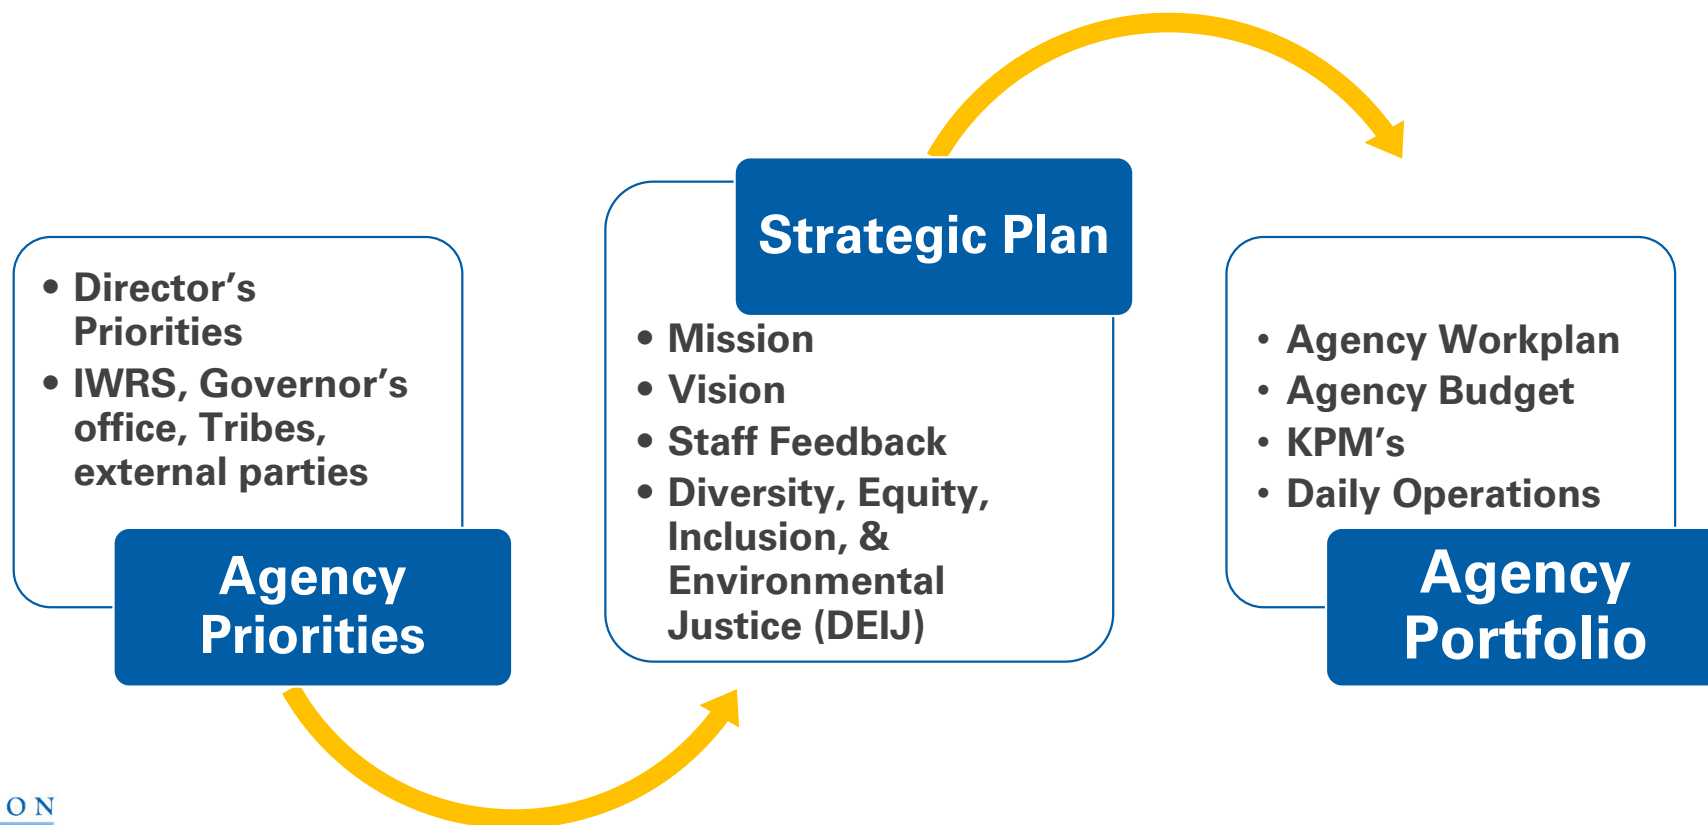 • Director’s
Priorities
• IWRS, Governor’s
office, Tribes,
external parties
Agency
Priorities
Strategic Plan
• Mission
• Vision
• Staff Feedback
• Diversity, Equity,
Inclusion, &
Environmental
Justice (DEIJ)
• Agency Workplan
• Agency Budget
• KPM’s
• Daily Operations
Agency
Portfolio
O N